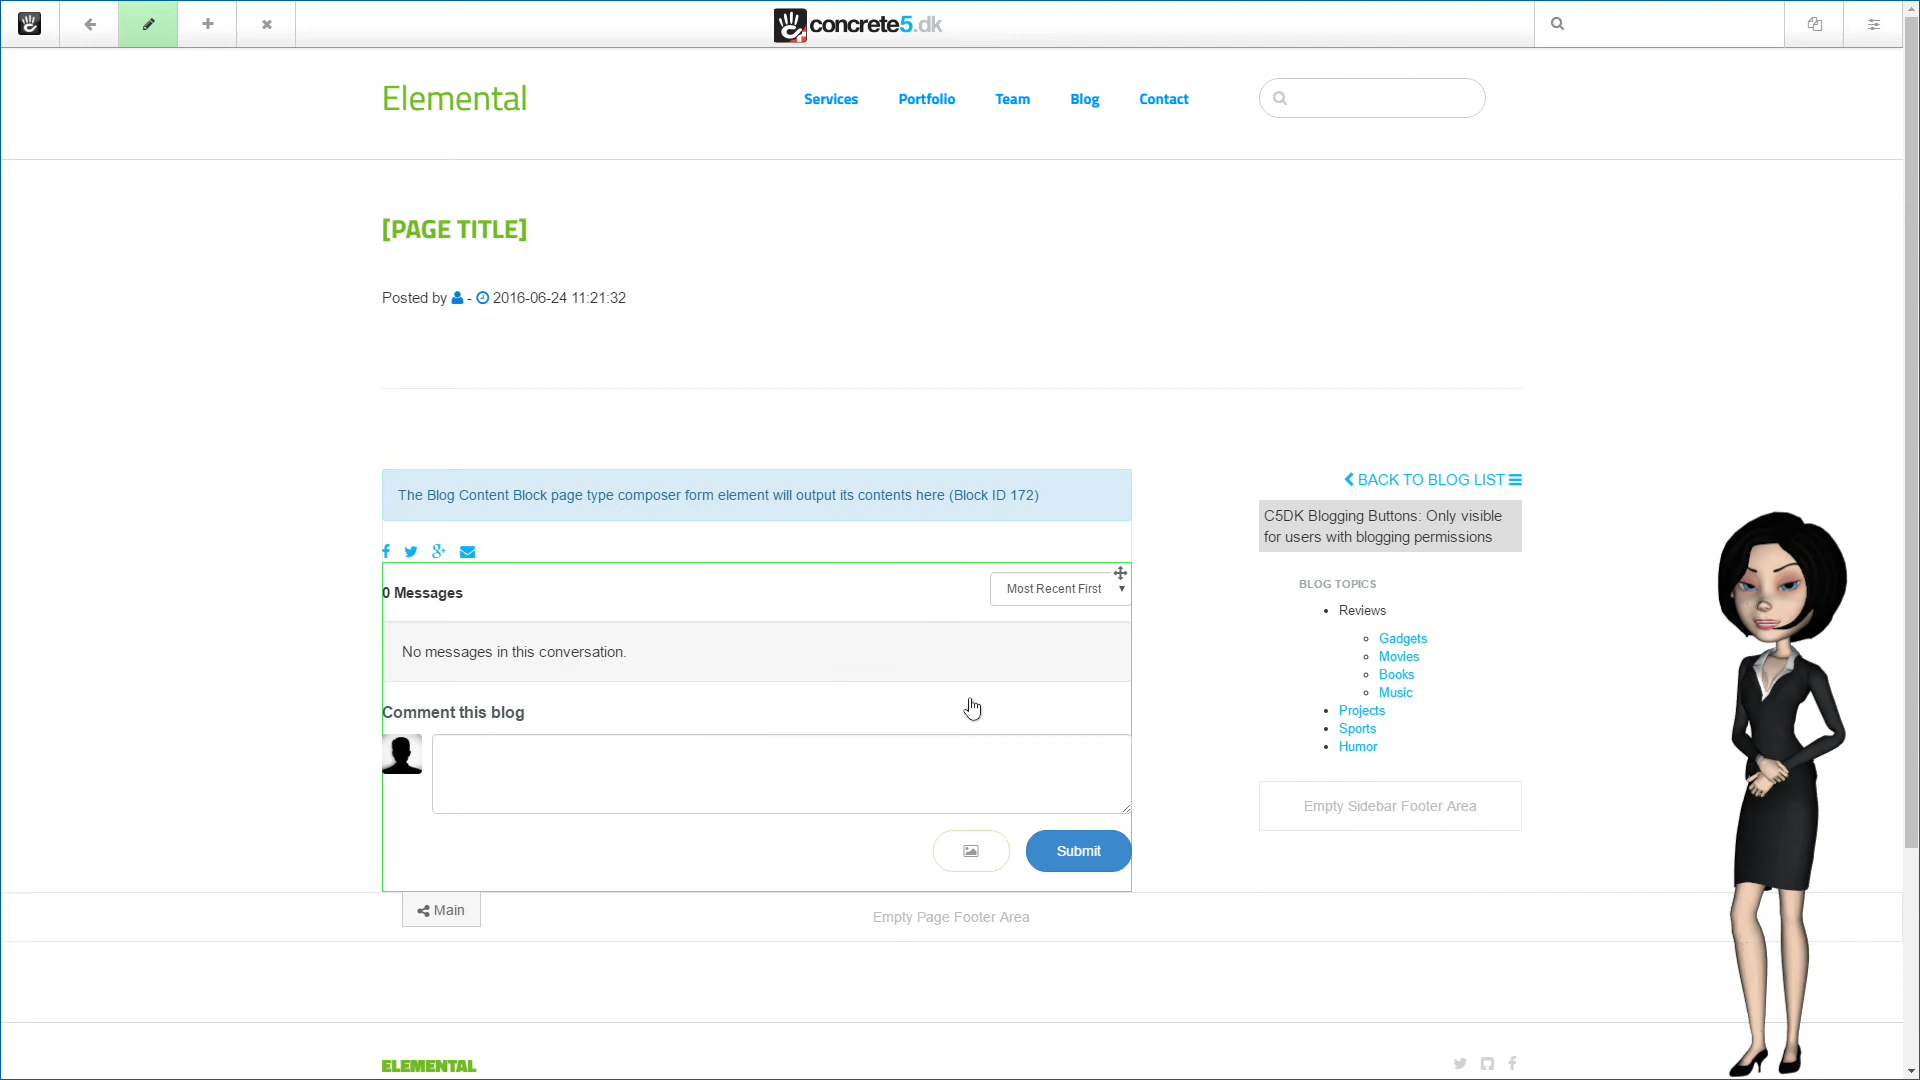 concrete5.dk
Elemental
Services
Portfolio
Team
Blog
Contact
[PAGE TITLE]
Posted by - 2016-06-24 11:21:32
The Blog Content Block page type composer form element will output its contents here (Block ID 172)
BACK TO BLOG LIST
C5DK Blogging Buttons: Only visible
for users with blogging permissions
0 Messages
Most Recent First
No messages in this conversation.
Comment this blog
Submit
BLOG TOPICS
Reviews
Gadgets
Movies
Books
Music
Projects
Sports
Humor
Empty Sidebar Footer Area
Main
Empty Page Footer Area
ELEMENTAL